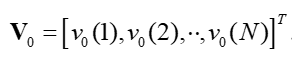 V₀ = [v₀(1), v₀(2), ··, v₀(N)]ᵀ.